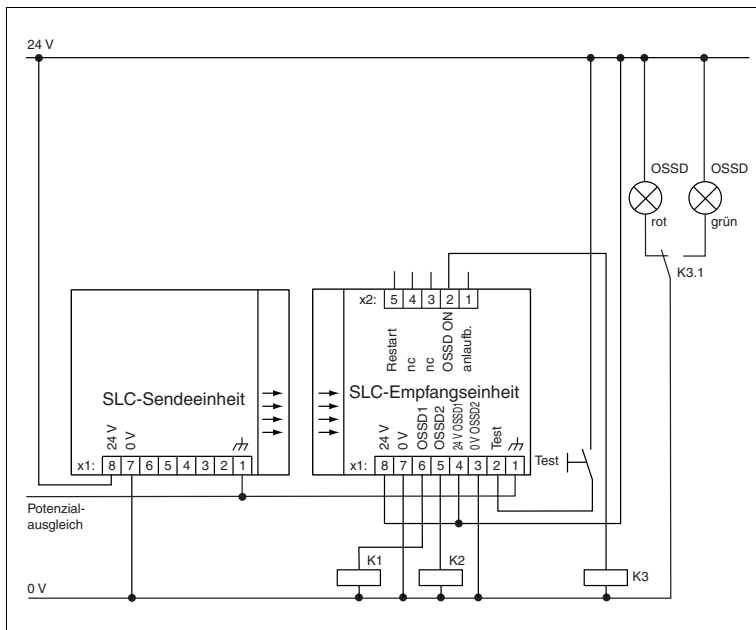 24 V
OSSD
OSSD
rot
grün
K3.1
x2: 5 4 3 2 1
Restart
nc
nc
OSSD ON
anlaufb.
SLC-Sendeeinheit
SLC-Empfangseinheit
24 V
0 V
x1: 8 7 6 5 4 3 2 1
24 V
0 V
OSSD1
OSSD2
24 V OSSD1
0 V OSSD2
Test
x1: 8 7 6 5 4 3 2 1
Test
Potenzial-
ausgleich
K1
K2
K3
0 V